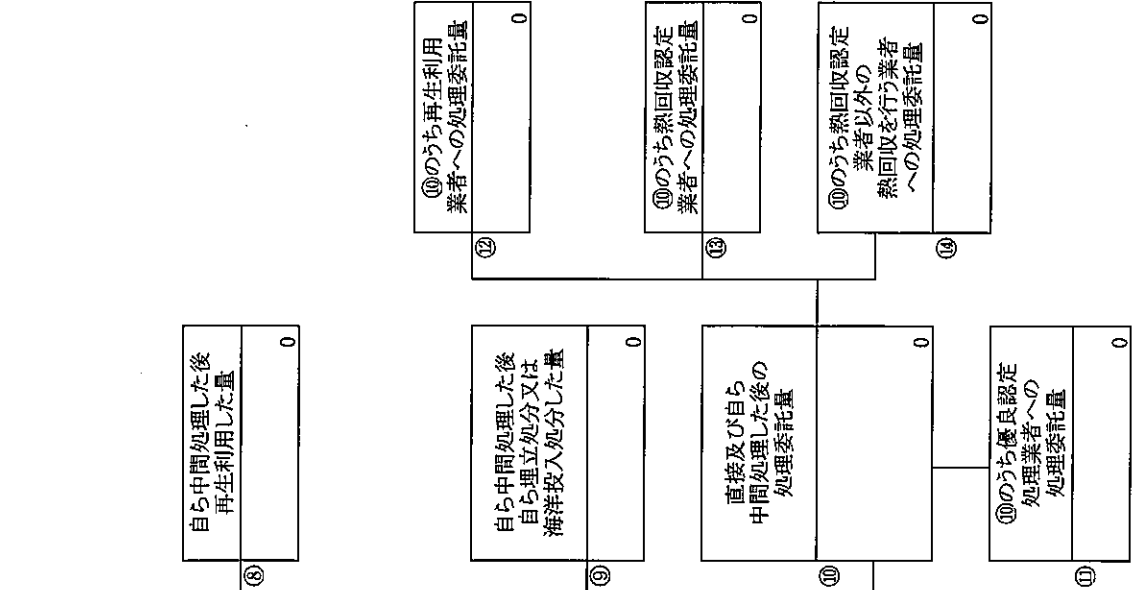 自ら中間処理した後
再生利用した量
0
⑧
自ら中間処理した後
自ら埋立処分又は
海洋投入処分した量
0
⑨
直接及び自ら
中間処理した後の
処理委託量
0
⑩
⑩のうち優良認定
処理業者への
処理委託量
0
⑪
⑩のうち再生利用
業者への処理委託量
0
⑫
⑩のうち熱回収認定
業者への処理委託量
0
⑬
⑩のうち熱回収認定
業者以外の
熱回収を行う業者
への処理委託量
0
⑭